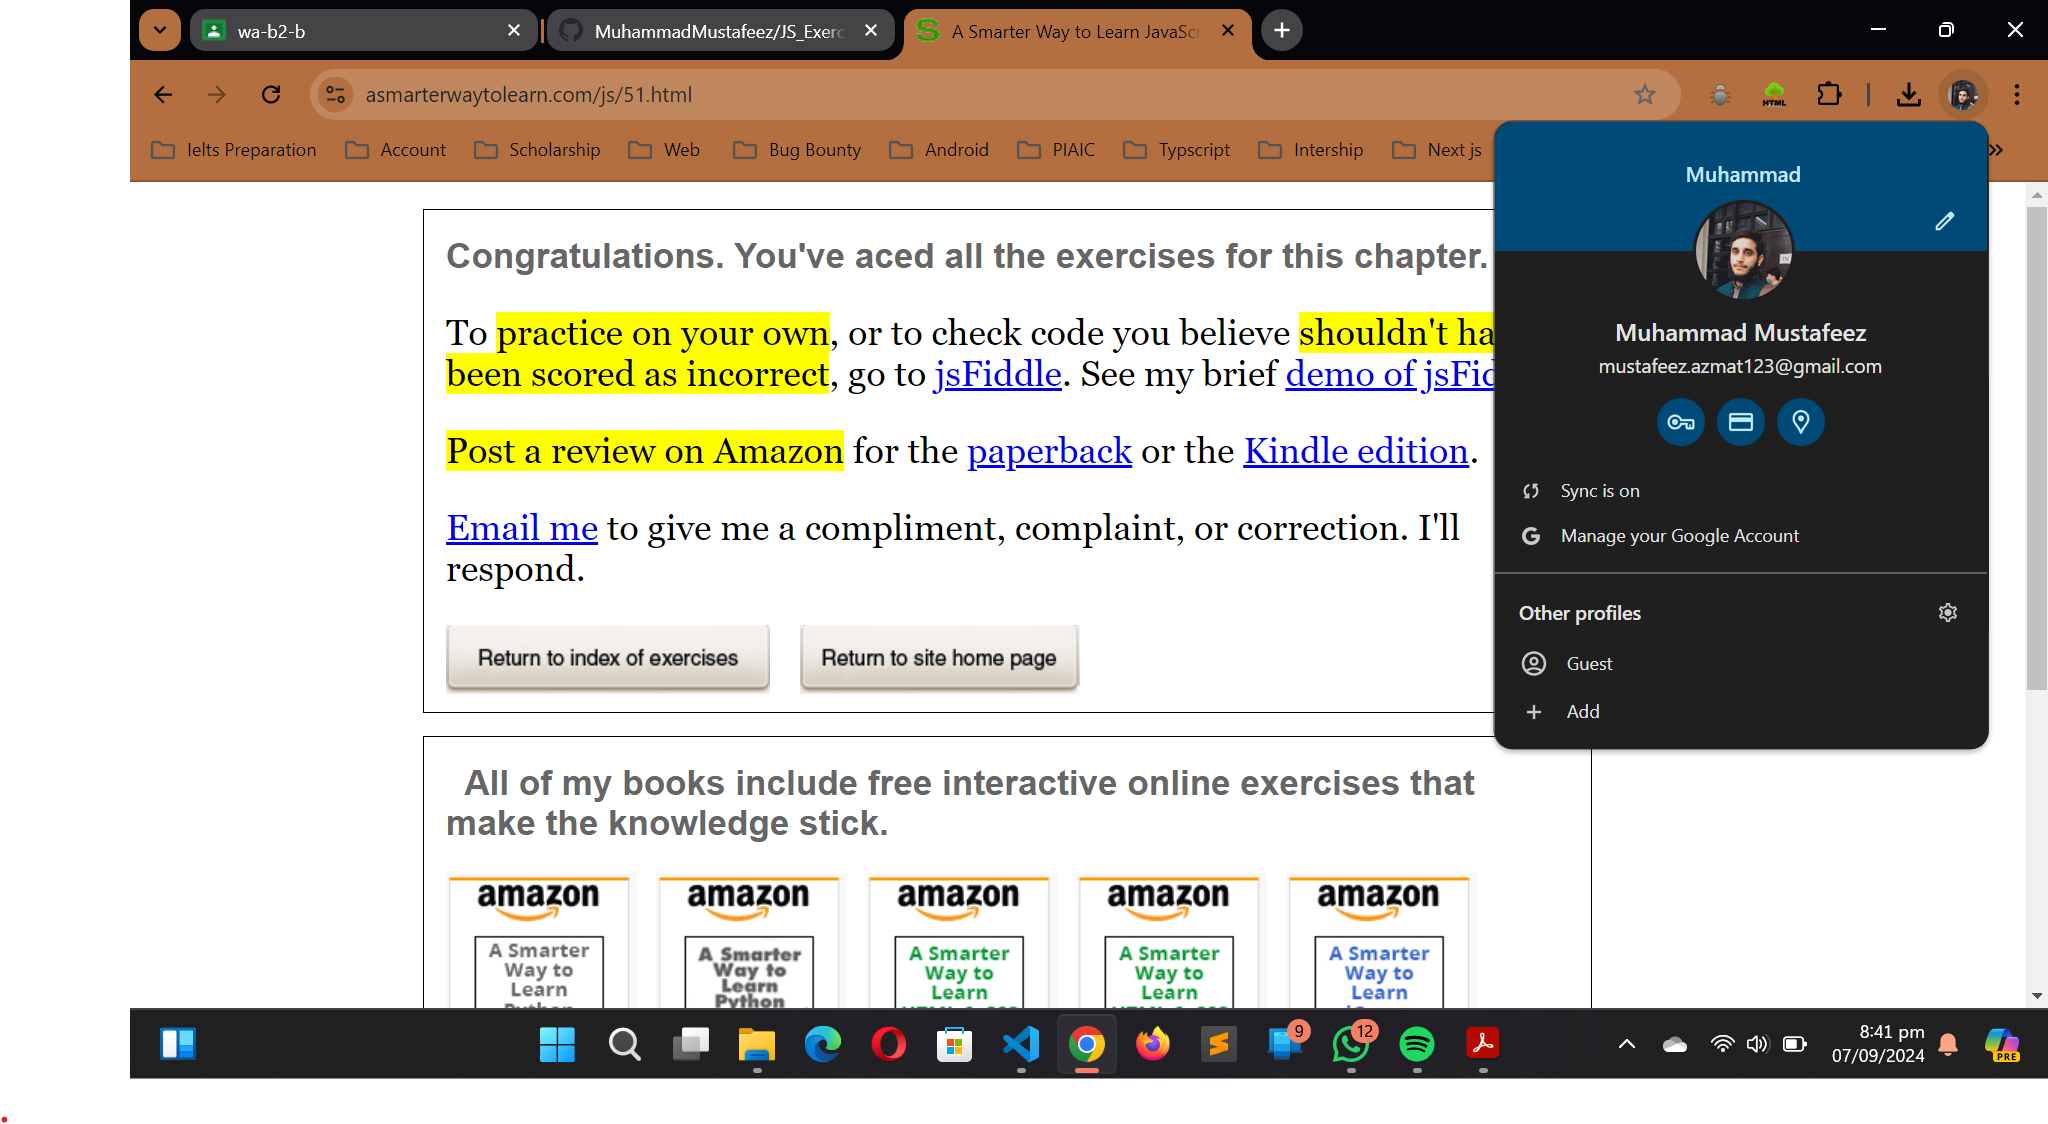 wa-b2-b
MuhammadMustafeez/JS_Exerc
A Smarter Way to Learn JavaScr
asmarterwaytolearn.com/js/51.html
HTML
Ielts Preparation
Account
Scholarship
Web
Bug Bounty
Android
PIAIC
Typscript
Intership
Next js
Congratulations. You've aced all the exercises for this chapter.
To practice on your own, or to check code you believe shouldn't ha
been scored as incorrect, go to jsFiddle. See my brief demo of jsFid
Post a review on Amazon for the paperback or the Kindle edition.
Email me to give me a compliment, complaint, or correction. I'll
respond.
Return to index of exercises
Return to site home page
Muhammad
Muhammad Mustafeez
mustafeez.azmat123@gmail.com
Sync is on
Manage your Google Account
Other profiles
Guest
Add
All of my books include free interactive online exercises that
make the knowledge stick.
amazon
A Smarter
Way to
Learn
Python
amazon
A Smarter
Way to
Learn
Python
amazon
A Smarter
Way to
Learn
amazon
A Smarter
Way to
Learn
amazon
A Smarter
Way to
Learn
9
12
8:41 pm
07/09/2024
PRE